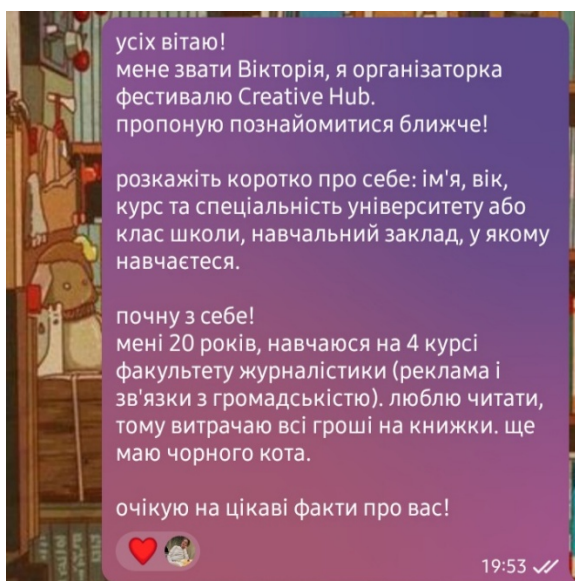 усіх вітаю!
мене звати Вікторія, я організаторка
фестивалю Creative Hub.
пропоную познайомитися ближче!
розкажіть коротко про себе: ім'я, вік,
курс та спеціальність університету або
клас школи, навчальний заклад, у якому
навчаєтеся.
почну з себе!
мені 20 років, навчаюся на 4 курсі
факультету журналістики (реклама і
зв'язки з громадськістю). люблю читати,
тому витрачаю всі гроші на книжки. ще
маю чорного кота.
очікую на цікаві факти про вас!
19:53